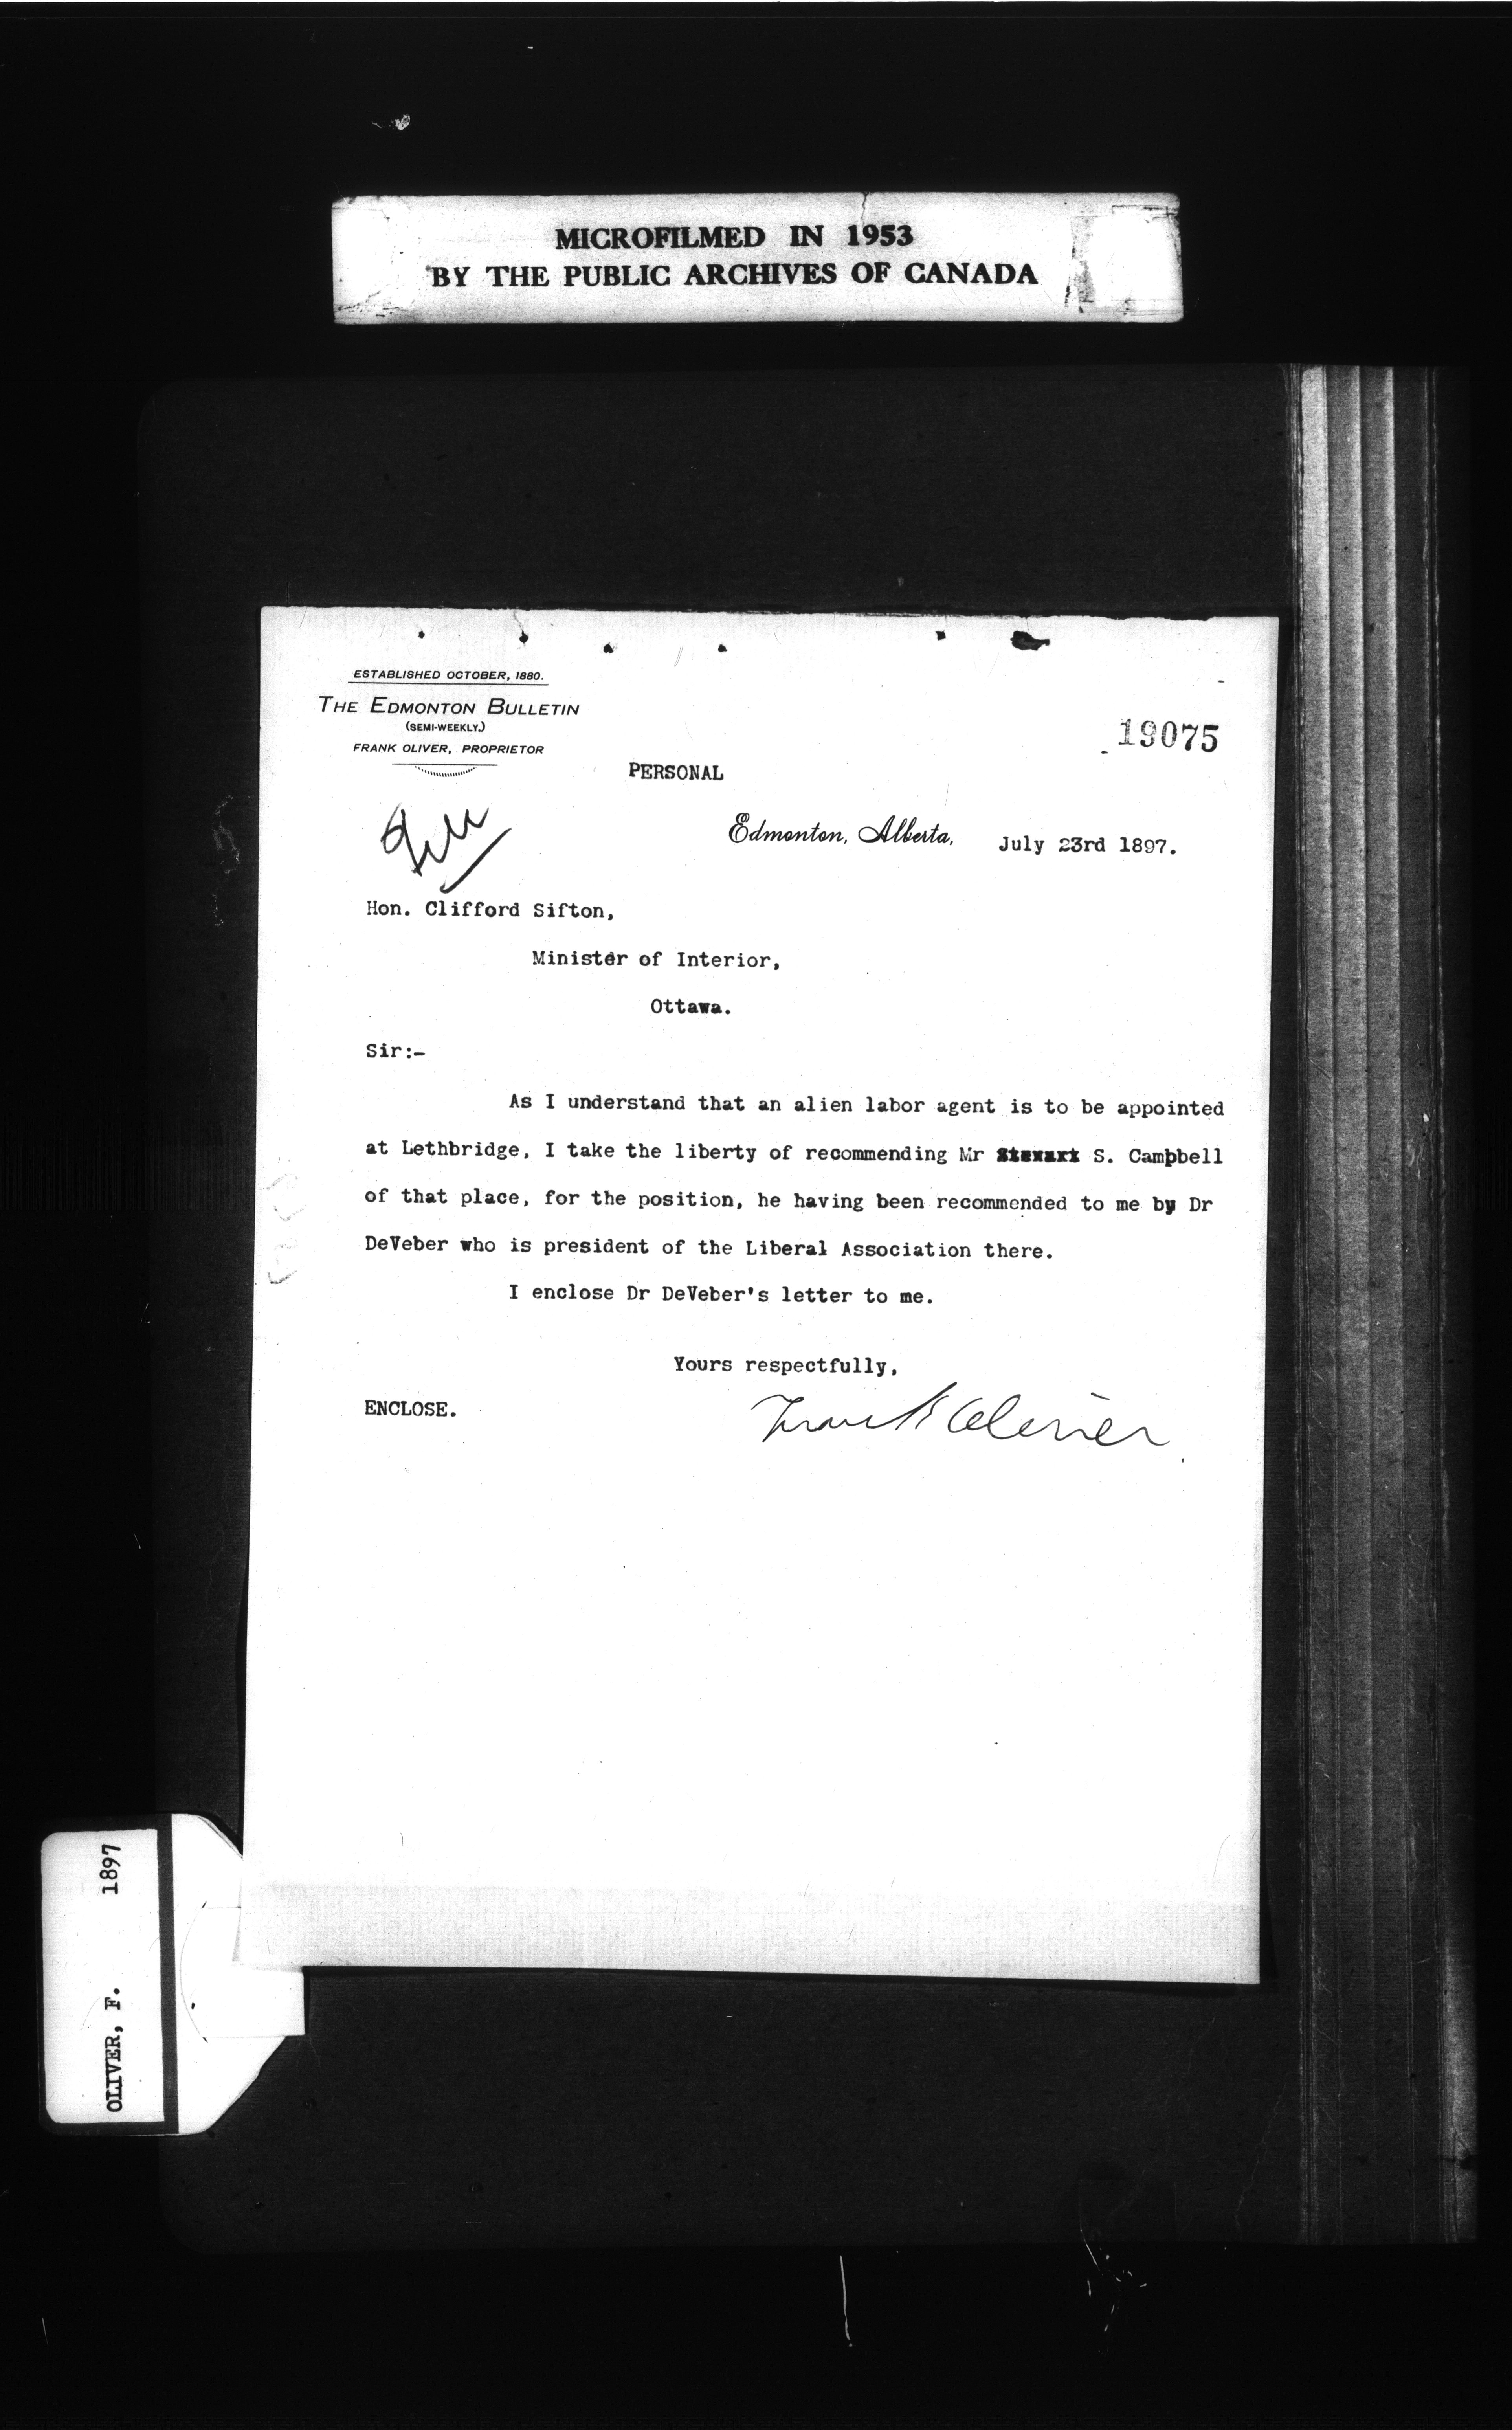 MICROFILMED IN 1953
BY THE PUBLIC ARCHIVES OF CANADA
ESTABLISHED OCTOBER, 1880.
THE EDMONTON BULLETIN
(SEMI-WEEKLY.)
FRANK OLIVER, PROPRIETOR
19075
PERSONAL
Edmonton, Alberta, July 23rd 1897.
Hon. Clifford Sifton,
Minister of Interior,
Ottawa.
Sir:-
As I understand that an alien labor agent is to be appointed
at Lethbridge, I take the liberty of recommending Mr S. Campbell
of that place, for the position, he having been recommended to me by Dr
DeVeber who is president of the Liberal Association there.
I enclose Dr DeVeber's letter to me.
Yours respectfully,
ENCLOSE.
Frank Oliver
OLIVER, F. 1897